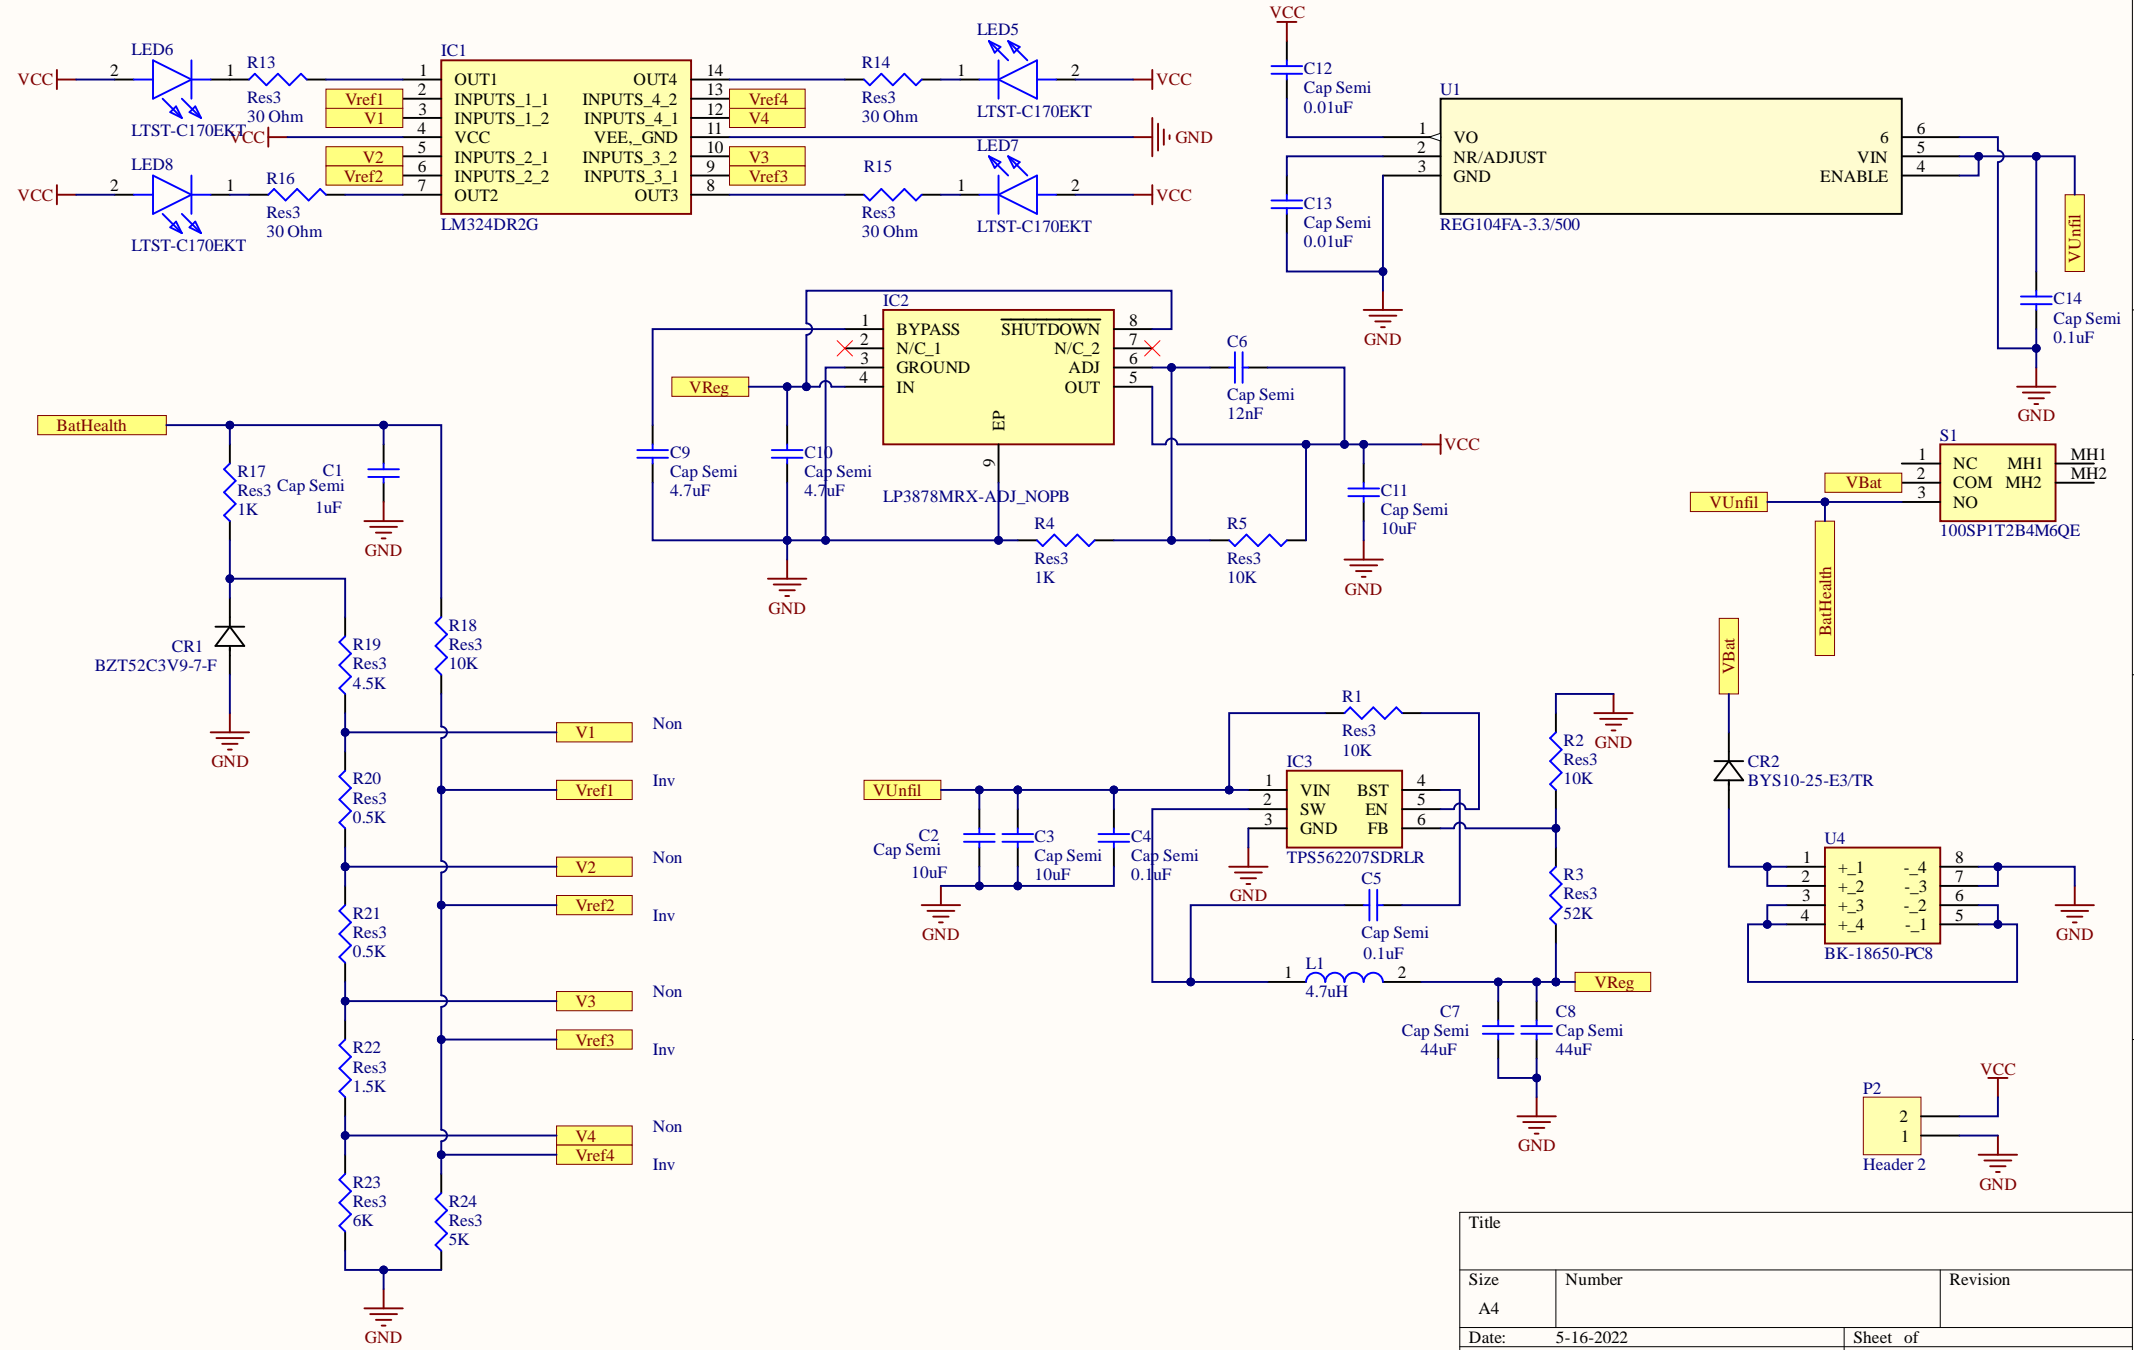 LED6
VCC
2
1
R13
Res3
30 Ohm
LTST-C170EKT
VCC
LED8
VCC
2
1
R16
Res3
30 Ohm
LTST-C170EKT
Vref1
V1
V2
Vref2
IC1
1 OUT1 OUT4 14
2 INPUTS_1_1 INPUTS_4_2 13
3 INPUTS_1_2 INPUTS_4_1 12
4 VCC VEE,_GND 11
5 INPUTS_2_1 INPUTS_3_2 10
6 INPUTS_2_2 INPUTS_3_1 9
7 OUT2 OUT3 8
LM324DR2G
Vref4
V4
V3
Vref3
R14
Res3
30 Ohm
LED5
1
2
VCC
LTST-C170EKT
GND
R15
Res3
30 Ohm
LED7
1
2
VCC
LTST-C170EKT
VCC
C12
Cap Semi
0.01uF
C13
Cap Semi
0.01uF
GND
U1
1 VO 6 6
2 NR/ADJUST VIN 5
3 GND ENABLE 4
REG104FA-3.3/500
VUnfil
C14
Cap Semi
0.1uF
GND
IC2
1 BYPASS SHUTDOWN 8
2 N/C_1 N/C_2 7
3 GROUND ADJ 6
4 IN OUT 5
EP
9
LP3878MRX-ADJ_NOPB
VReg
C9
Cap Semi
4.7uF
C10
Cap Semi
4.7uF
GND
C6
Cap Semi
12nF
VCC
R4
Res3
1K
R5
Res3
10K
C11
Cap Semi
10uF
GND
S1
1 NC MH1 MH1
2 COM MH2 MH2
3 NO
100SP1T2B4M6QE
VBat
VUnfil
BatHealth
BatHealth
R17
Res3
1K
C1
Cap Semi
1uF
GND
CR1
BZT52C3V9-7-F
GND
R19
Res3
4.5K
R18
Res3
10K
V1 Non
R20
Res3
0.5K
Vref1 Inv
V2 Non
R21
Res3
0.5K
Vref2 Inv
V3 Non
R22
Res3
1.5K
Vref3 Inv
V4 Non
Vref4 Inv
R23
Res3
6K
R24
Res3
5K
GND
VUnfil
C2
Cap Semi
10uF
C3
Cap Semi
10uF
C4
Cap Semi
0.1uF
GND
R1
Res3
10K
IC3
1 VIN BST 4
2 SW EN 5
3 GND FB 6
TPS562207SDRLR
GND
C5
Cap Semi
0.1uF
R2
Res3
10K
GND
R3
Res3
52K
L1
1
2
4.7uH
VReg
C7
Cap Semi
44uF
C8
Cap Semi
44uF
GND
VBat
CR2
BYS10-25-E3/TR
U4
1 +_1 -_4 8
2 +_2 -_3 7
3 +_3 -_2 6
4 +_4 -_1 5
BK-18650-PC8
GND
P2
2
1
Header 2
VCC
GND
Title
Size
A4
Number
Revision
Date: 5-16-2022 Sheet of